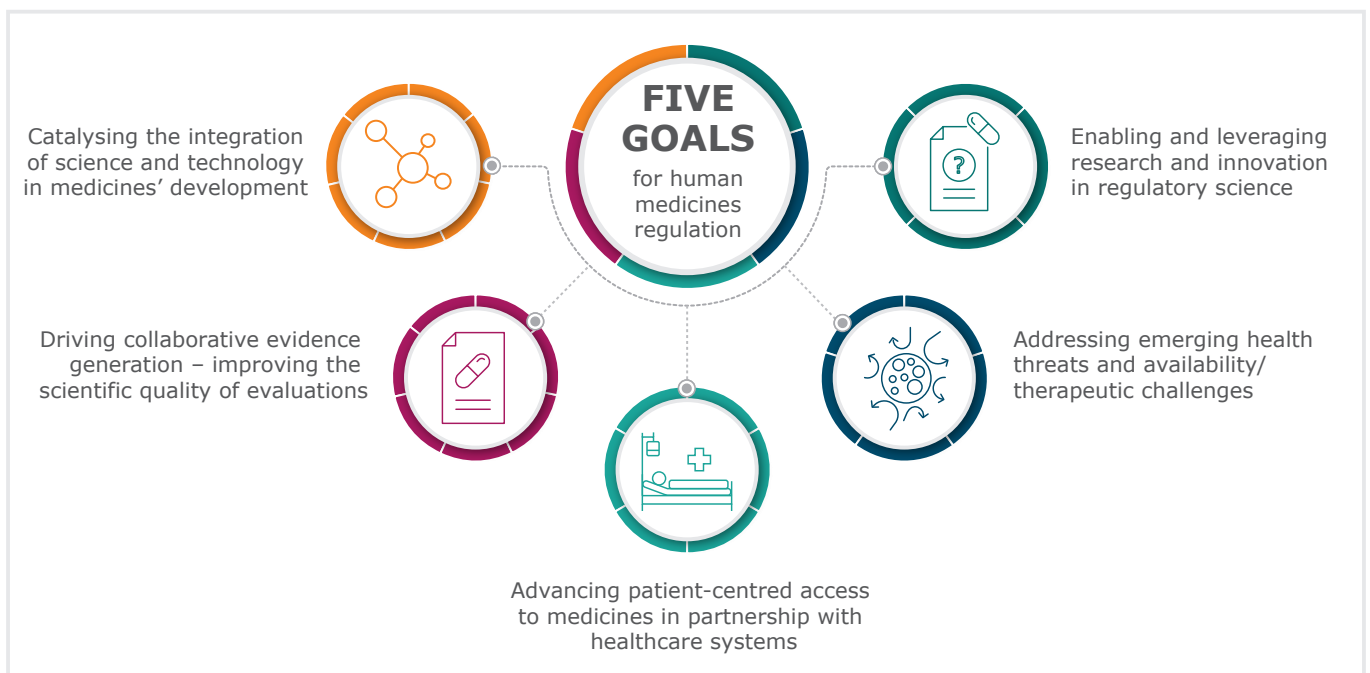 FIVE
GOALS
for human
medicines
regulation
Catalysing the integration
of science and technology
in medicines’ development
Driving collaborative evidence
generation – improving the
scientific quality of evaluations
Advancing patient-centred access
to medicines in partnership with
healthcare systems
Addressing emerging health
threats and availability/
therapeutic challenges
Enabling and leveraging
research and innovation
in regulatory science
?